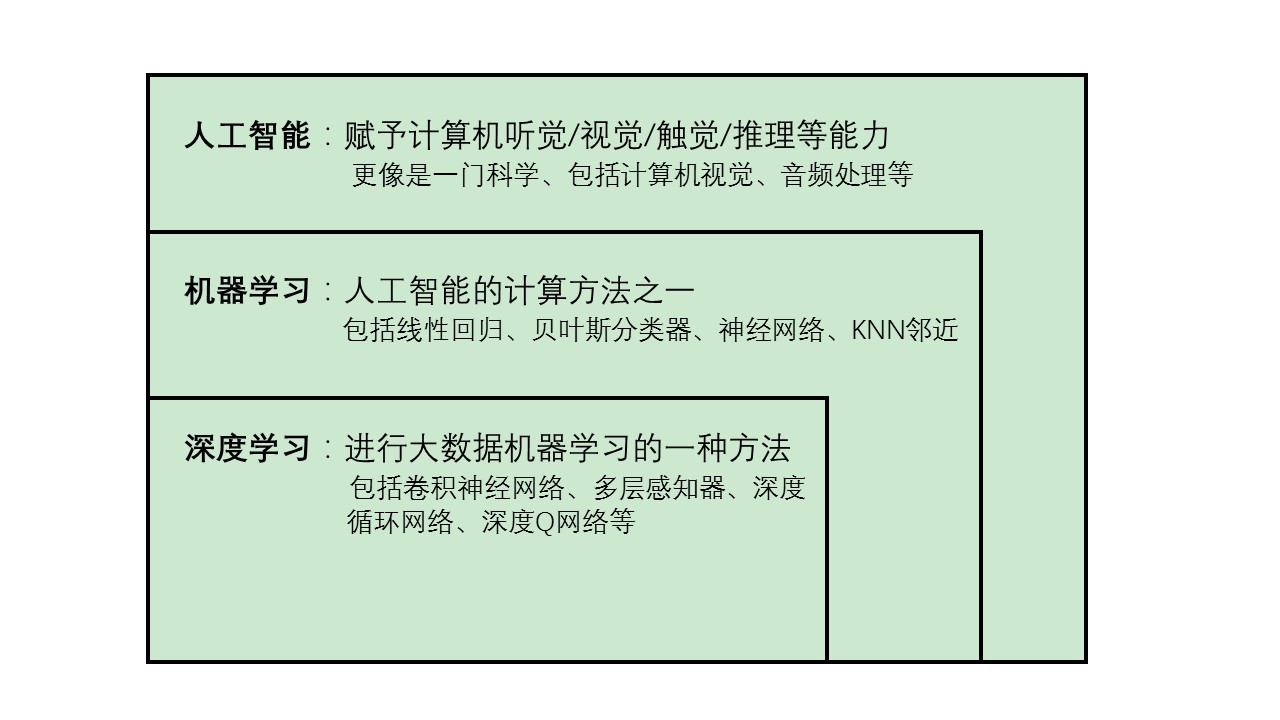 人工智能：赋予计算机听觉/视觉/触觉/推理等能力
更像是一门科学、包括计算机视觉、音频处理等
机器学习：人工智能的计算方法之一
包括线性回归、贝叶斯分类器、神经网络、KNN邻近
深度学习：进行大数据机器学习的一种方法
包括卷积神经网络、多层感知器、深度
循环网络、深度Q网络等